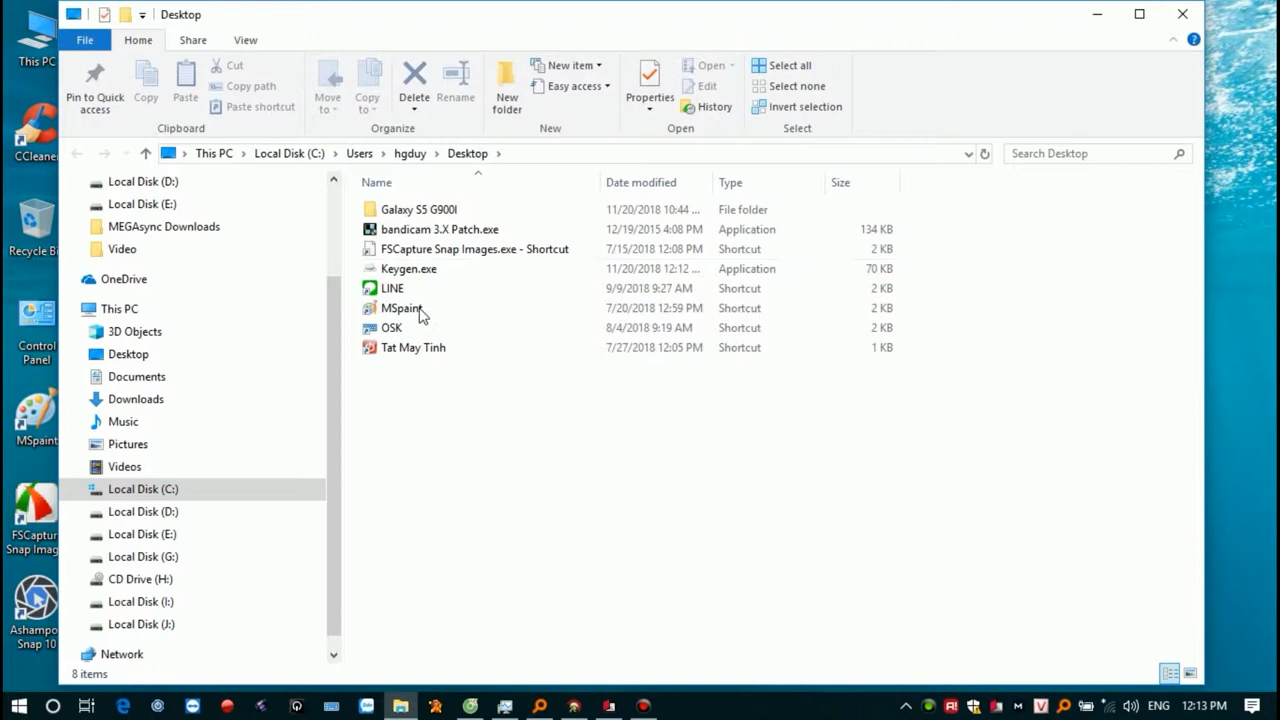 Desktop
File Home Share View
Pin to Quick access
Copy
Paste
Cut
Copy path
Paste shortcut
Clipboard
Move to
Copy to
Delete
Rename
Organize
New folder
New item
Easy access
New
Properties
Open
Edit
History
Open
Select all
Select none
Invert selection
Select
This PC > Local Disk (C:) > Users > hgduy > Desktop >
Search Desktop
Local Disk (D:)
Local Disk (E:)
MEGAsync Downloads
Video
OneDrive
This PC
3D Objects
Desktop
Documents
Downloads
Music
Pictures
Videos
Local Disk (C:)
Local Disk (D:)
Local Disk (E:)
Local Disk (G:)
CD Drive (H:)
Local Disk (I:)
Local Disk (J:)
Network
Name Date modified Type Size
Galaxy S5 G900I 11/20/2018 10:44 ... File folder
bandicam 3.X Patch.exe 12/19/2015 4:08 PM Application 134 KB
FSCapture Snap Images.exe - Shortcut 7/15/2018 12:08 PM Shortcut 2 KB
Keygen.exe 11/20/2018 12:12 ... Application 70 KB
LINE 9/9/2018 9:27 AM Shortcut 2 KB
MSpaint 7/20/2018 12:59 PM Shortcut 2 KB
OSK 8/4/2018 9:19 AM Shortcut 2 KB
Tat May Tinh 7/27/2018 12:05 PM Shortcut 1 KB
8 items
This PC
CCleane
Recycle Bi
Control
Panel
MSpaint
FSCaptur
Snap Imag
Ashampo
Snap 10
ENG 12:13 PM